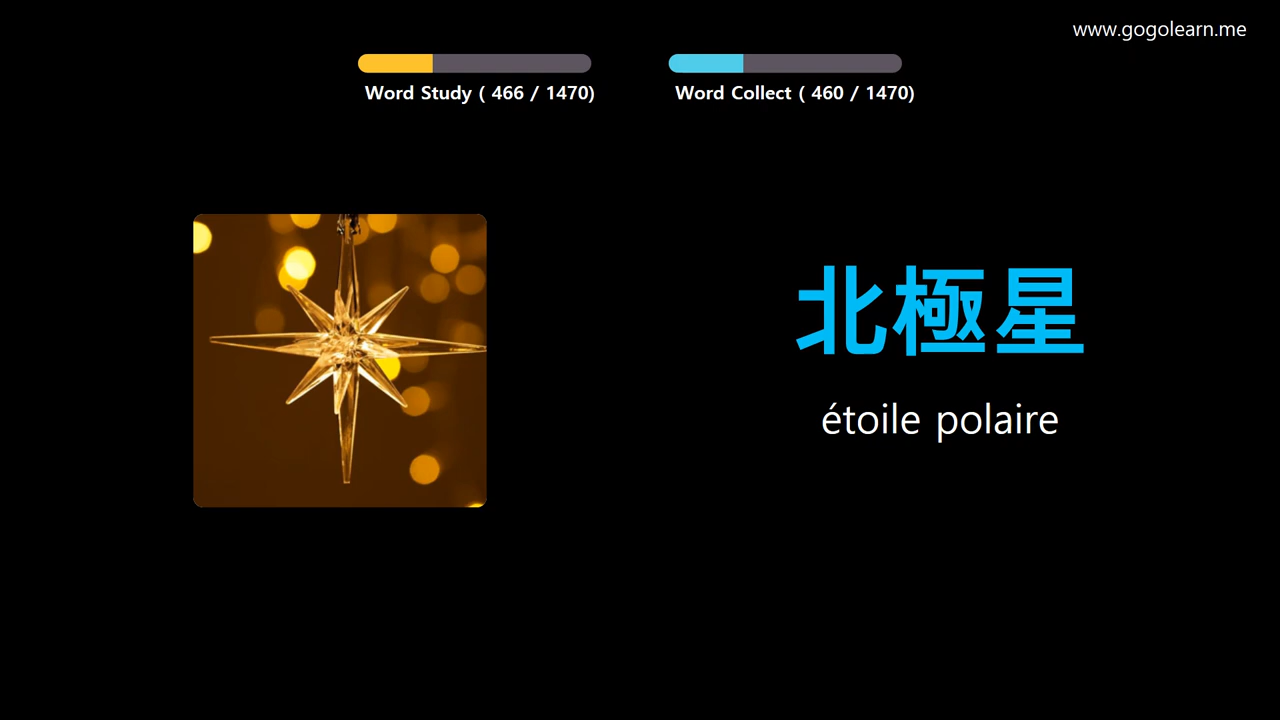 www.gogolearn.me
Word Study ( 466 / 1470)
Word Collect ( 460 / 1470)
北極星
étoile polaire